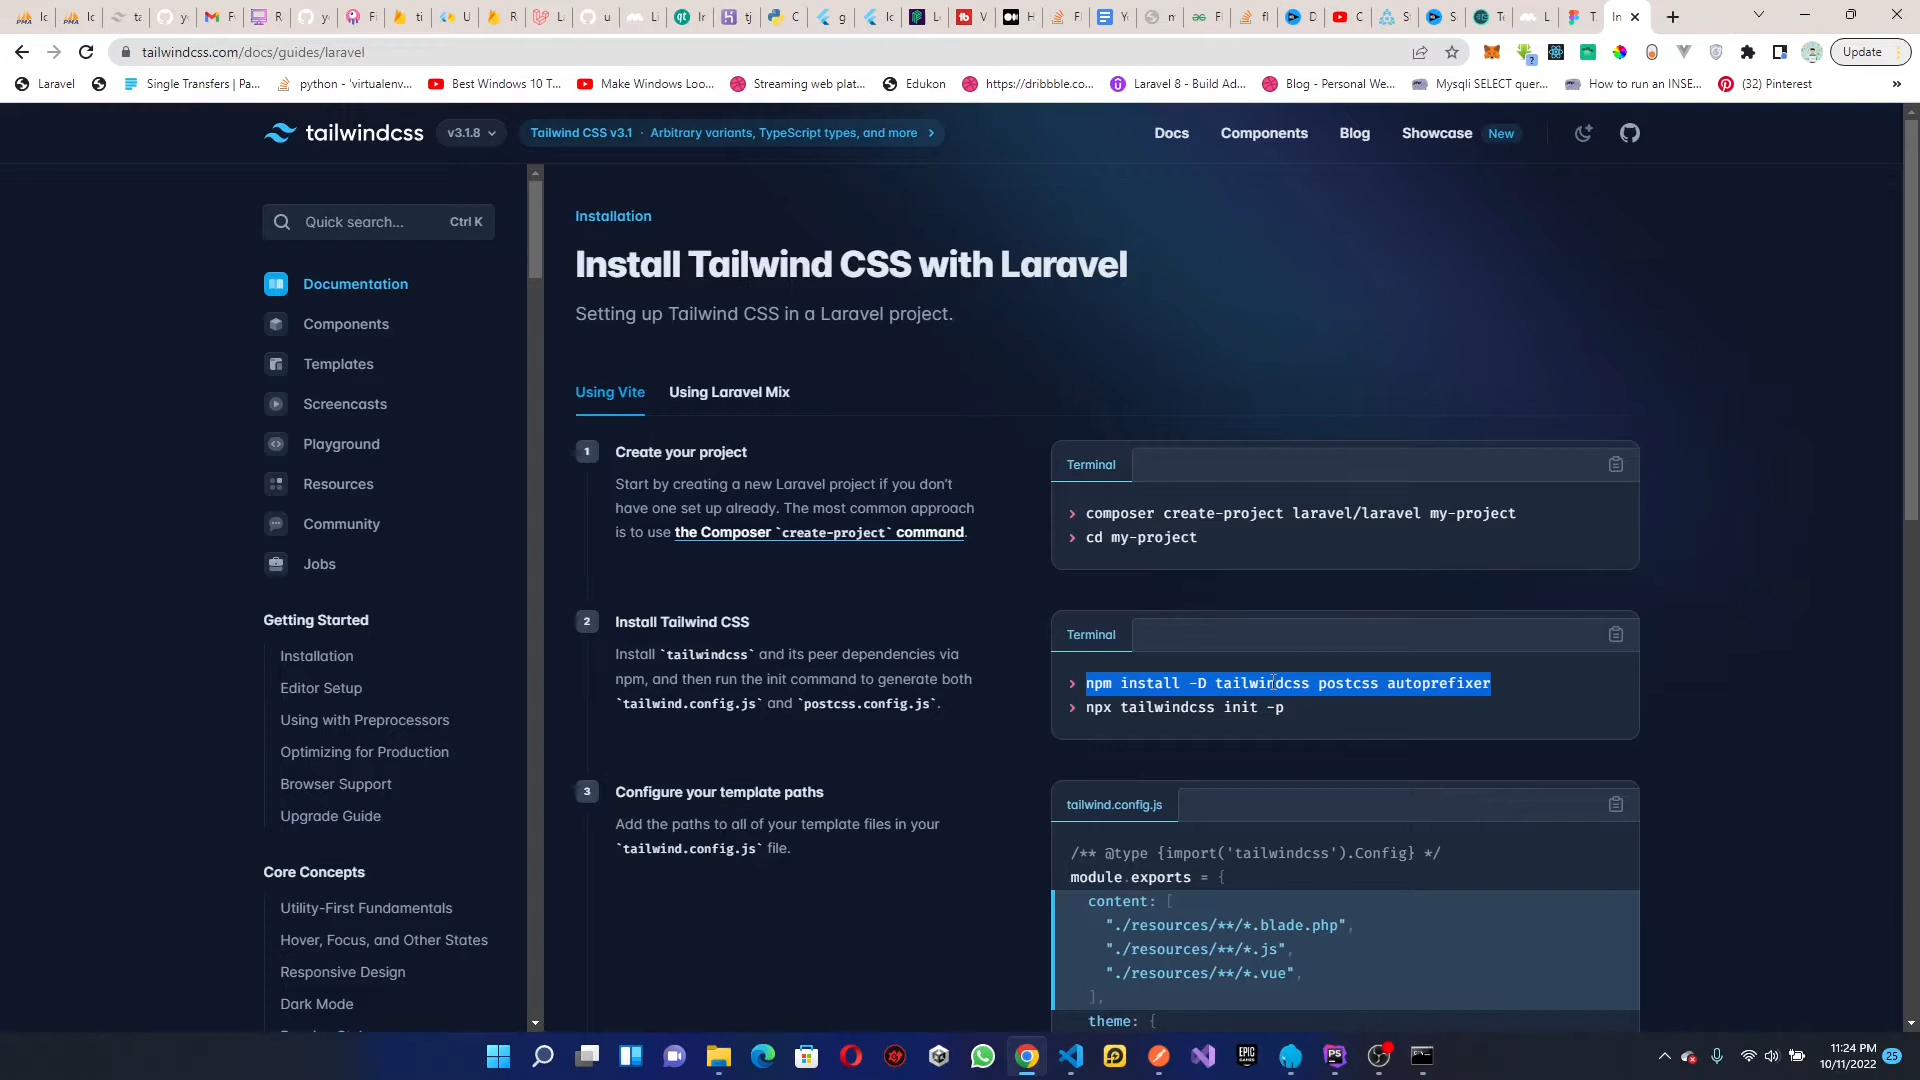 tailwindcss.com/docs/guides/laravel
Update
Laravel
Single Transfers | Pa...
python - 'virtualenv...
Best Windows 10 T...
Make Windows Loo...
Streaming web plat...
Edukon
https://dribbble.co...
Laravel 8 - Build Ad...
Blog - Personal We...
Mysqli SELECT quer...
How to run an INSE...
(32) Pinterest
tailwindcss
v3.1.8
Tailwind CSS v3.1 · Arbitrary variants, TypeScript types, and more
Docs
Components
Blog
Showcase
New
Quick search...
Ctrl K
Documentation
Components
Templates
Screencasts
Playground
Resources
Community
Jobs
Getting Started
Installation
Editor Setup
Using with Preprocessors
Optimizing for Production
Browser Support
Upgrade Guide
Core Concepts
Utility-First Fundamentals
Hover, Focus, and Other States
Responsive Design
Dark Mode
Installation
Install Tailwind CSS with Laravel
Setting up Tailwind CSS in a Laravel project.
Using Vite
Using Laravel Mix
1
Create your project
Start by creating a new Laravel project if you don't
have one set up already. The most common approach
is to use the Composer `create-project` command.
Terminal
> composer create-project laravel/laravel my-project
> cd my-project
2
Install Tailwind CSS
Install `tailwindcss` and its peer dependencies via
npm, and then run the init command to generate both
`tailwind.config.js` and `postcss.config.js`.
Terminal
> npm install -D tailwindcss postcss autoprefixer
> npx tailwindcss init -p
3
Configure your template paths
Add the paths to all of your template files in your
`tailwind.config.js` file.
tailwind.config.js
/** @type {import('tailwindcss').Config} */
module.exports = {
content: [
"./resources/**/*.blade.php",
"./resources/**/*.js",
"./resources/**/*.vue",
],
theme: {
11:24 PM
10/11/2022
25